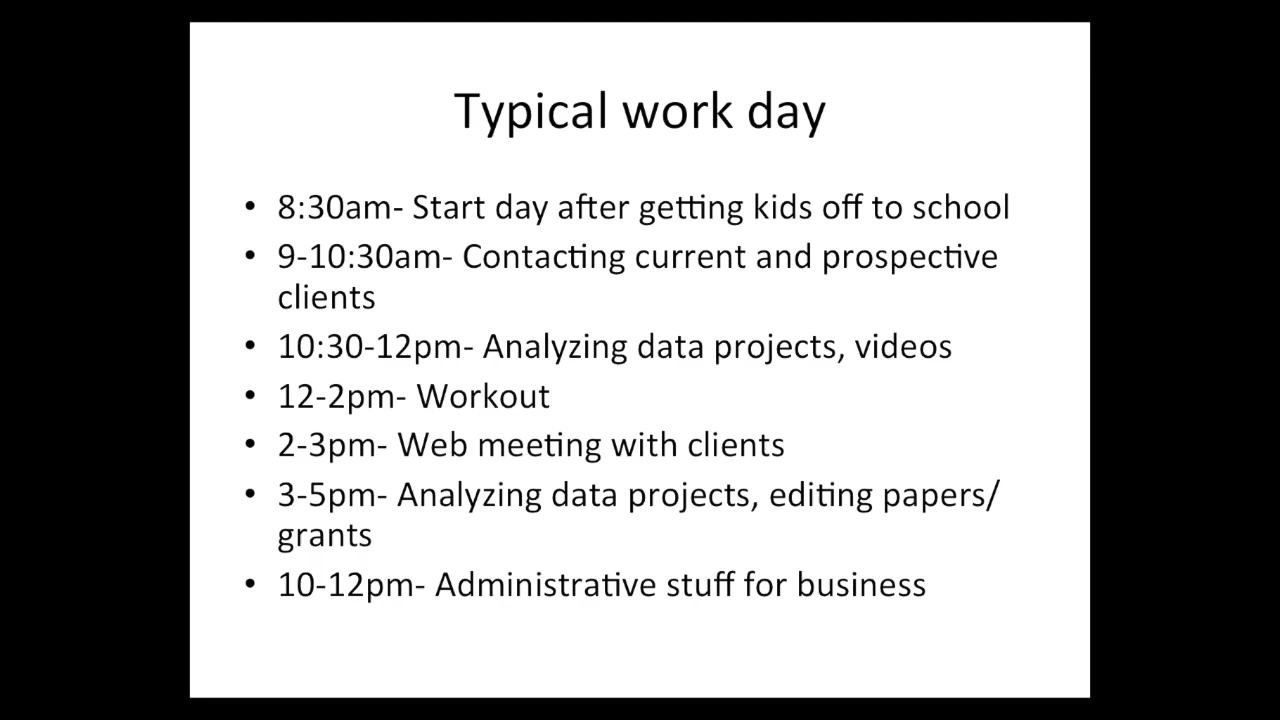 Typical work day
• 8:30am- Start day after getting kids off to school
• 9-10:30am- Contacting current and prospective
clients
• 10:30-12pm- Analyzing data projects, videos
• 12-2pm- Workout
• 2-3pm- Web meeting with clients
• 3-5pm- Analyzing data projects, editing papers/
grants
• 10-12pm- Administrative stuff for business